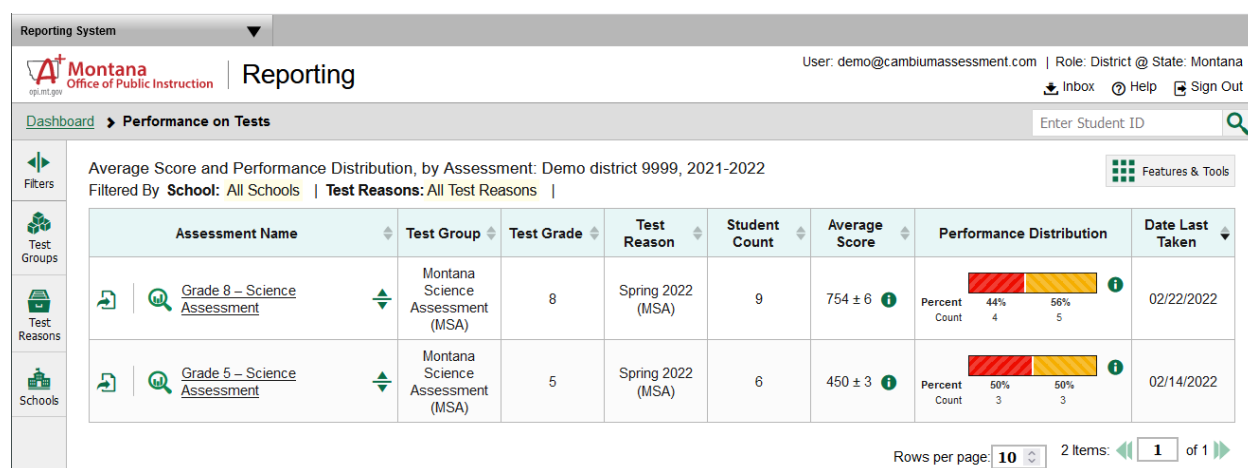 Reporting System
Montana
Office of Public Instruction
opi.mt.gov
Reporting
User: demo@cambiumassessment.com | Role: District @ State: Montana
Inbox Help Sign Out
Dashboard Performance on Tests
Enter Student ID
Filters
Test
Groups
Test
Reasons
Schools
Average Score and Performance Distribution, by Assessment: Demo district 9999, 2021-2022
Filtered By School: All Schools | Test Reasons: All Test Reasons |
Features & Tools
Assessment Name
Test Group
Test Grade
Test
Reason
Student
Count
Average
Score
Performance Distribution
Date Last
Taken
Grade 8 – Science
Assessment
Montana
Science
Assessment
(MSA)
8
Spring 2022
(MSA)
9
754 ± 6
Percent 44% 56%
Count 4 5
02/22/2022
Grade 5 – Science
Assessment
Montana
Science
Assessment
(MSA)
5
Spring 2022
(MSA)
6
450 ± 3
Percent 50% 50%
Count 3 3
02/14/2022
Rows per page: 10 2 Items: 1 of 1